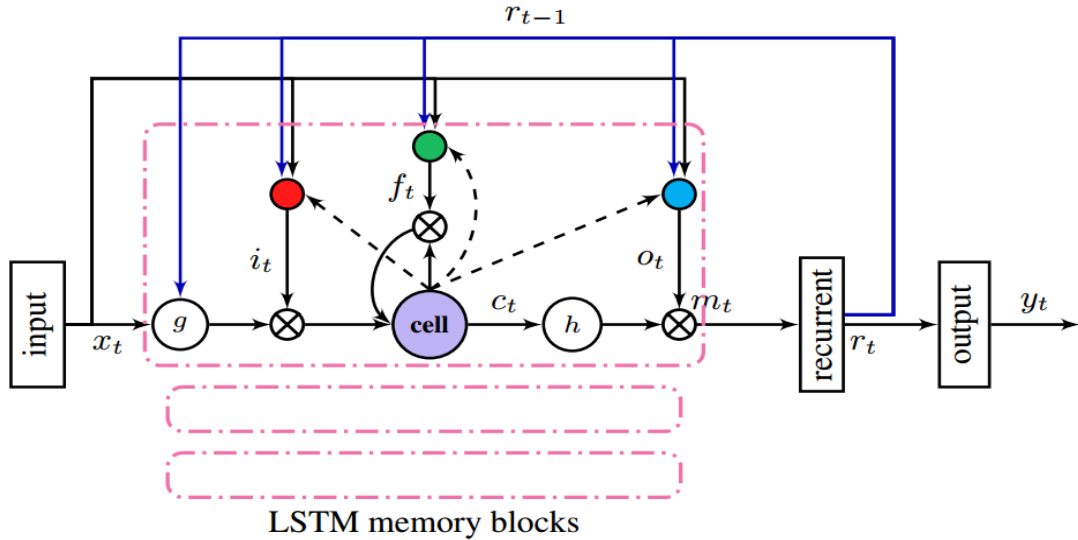 r_{t−1}
f_t
i_t
o_t
input
x_t
g
cell
c_t
h
m_t
recurrent
r_t
output
y_t
LSTM memory blocks